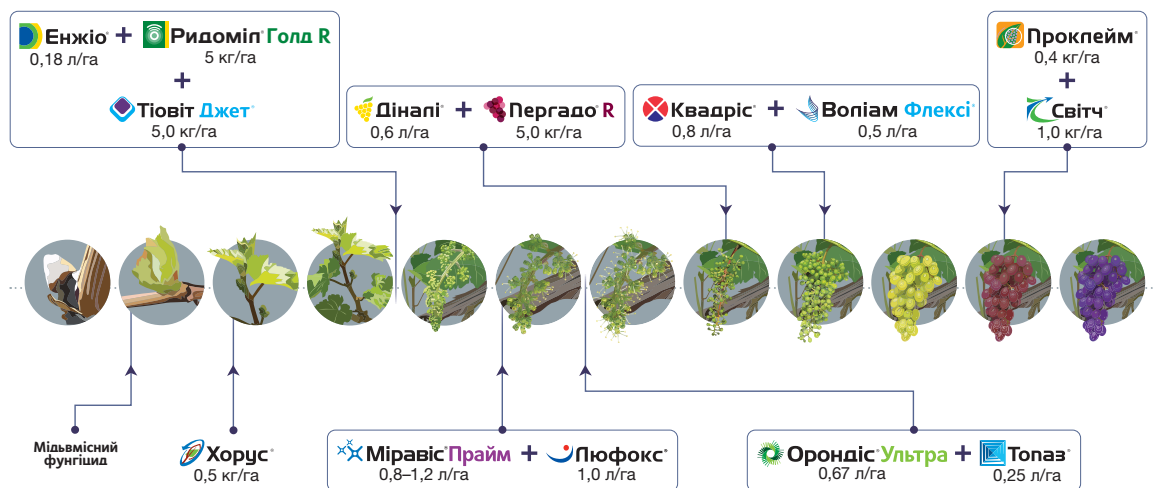 Енжіо® + Ридоміл® Голд R
0,18 л/га 5 кг/га
+
Тіовіт Джет®
5,0 кг/га
Діналі® + Пергадо® R
0,6 л/га 5,0 кг/га
Квадріс® + Воліам Флексі®
0,8 л/га 0,5 л/га
Проклейм®
0,4 кг/га
+
Світч®
1,0 кг/га
Мідьвмісний
фунгіцид
Хорус®
0,5 кг/га
Міравіс® Прайм + Люфокс®
0,8–1,2 л/га 1,0 л/га
Орондіс® Ультра + Топаз®
0,67 л/га 0,25 л/га